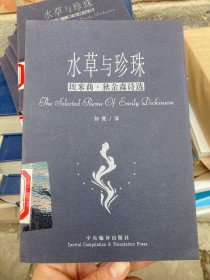 水草与珍珠
埃米莉·狄金森诗选
The Selected Poems Of Emily Dickinson
孙亮/译
中央编译出版社
Central Compilation & Translation Press
水草与珍珠